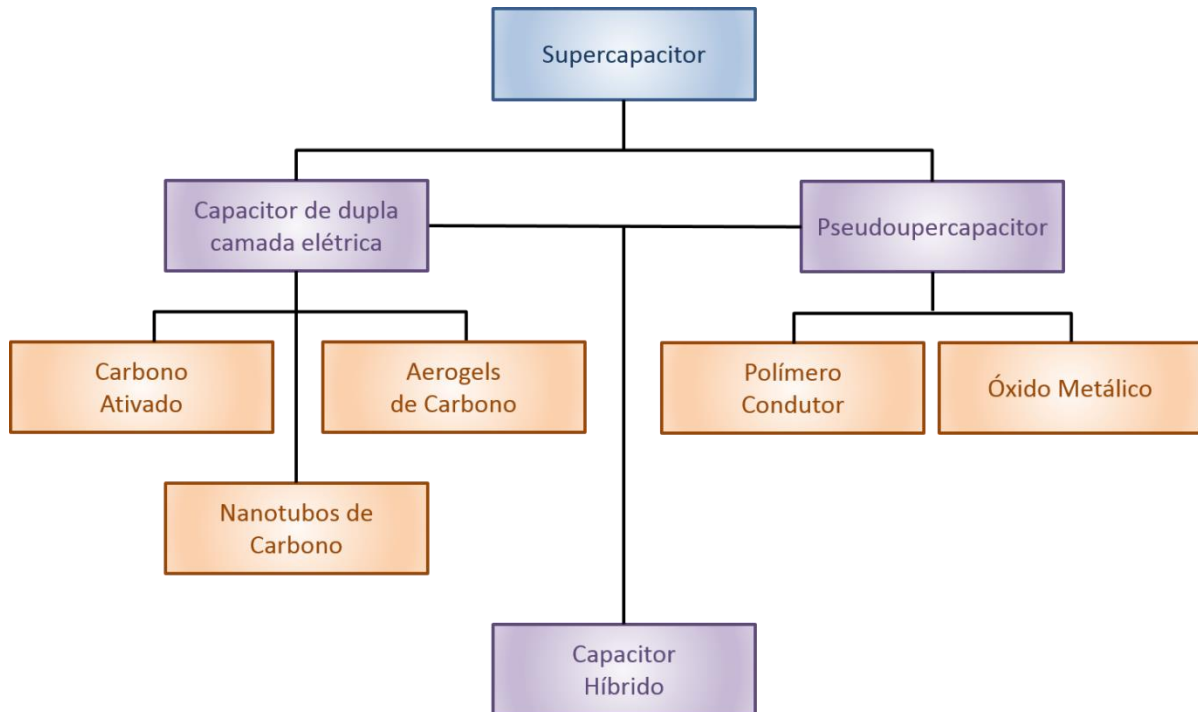 Supercapacitor
Capacitor de dupla
camada elétrica
Pseudoupercapacitor
Carbono
Ativado
Aerogels
de Carbono
Polímero
Condutor
Óxido Metálico
Nanotubos de
Carbono
Capacitor
Híbrido